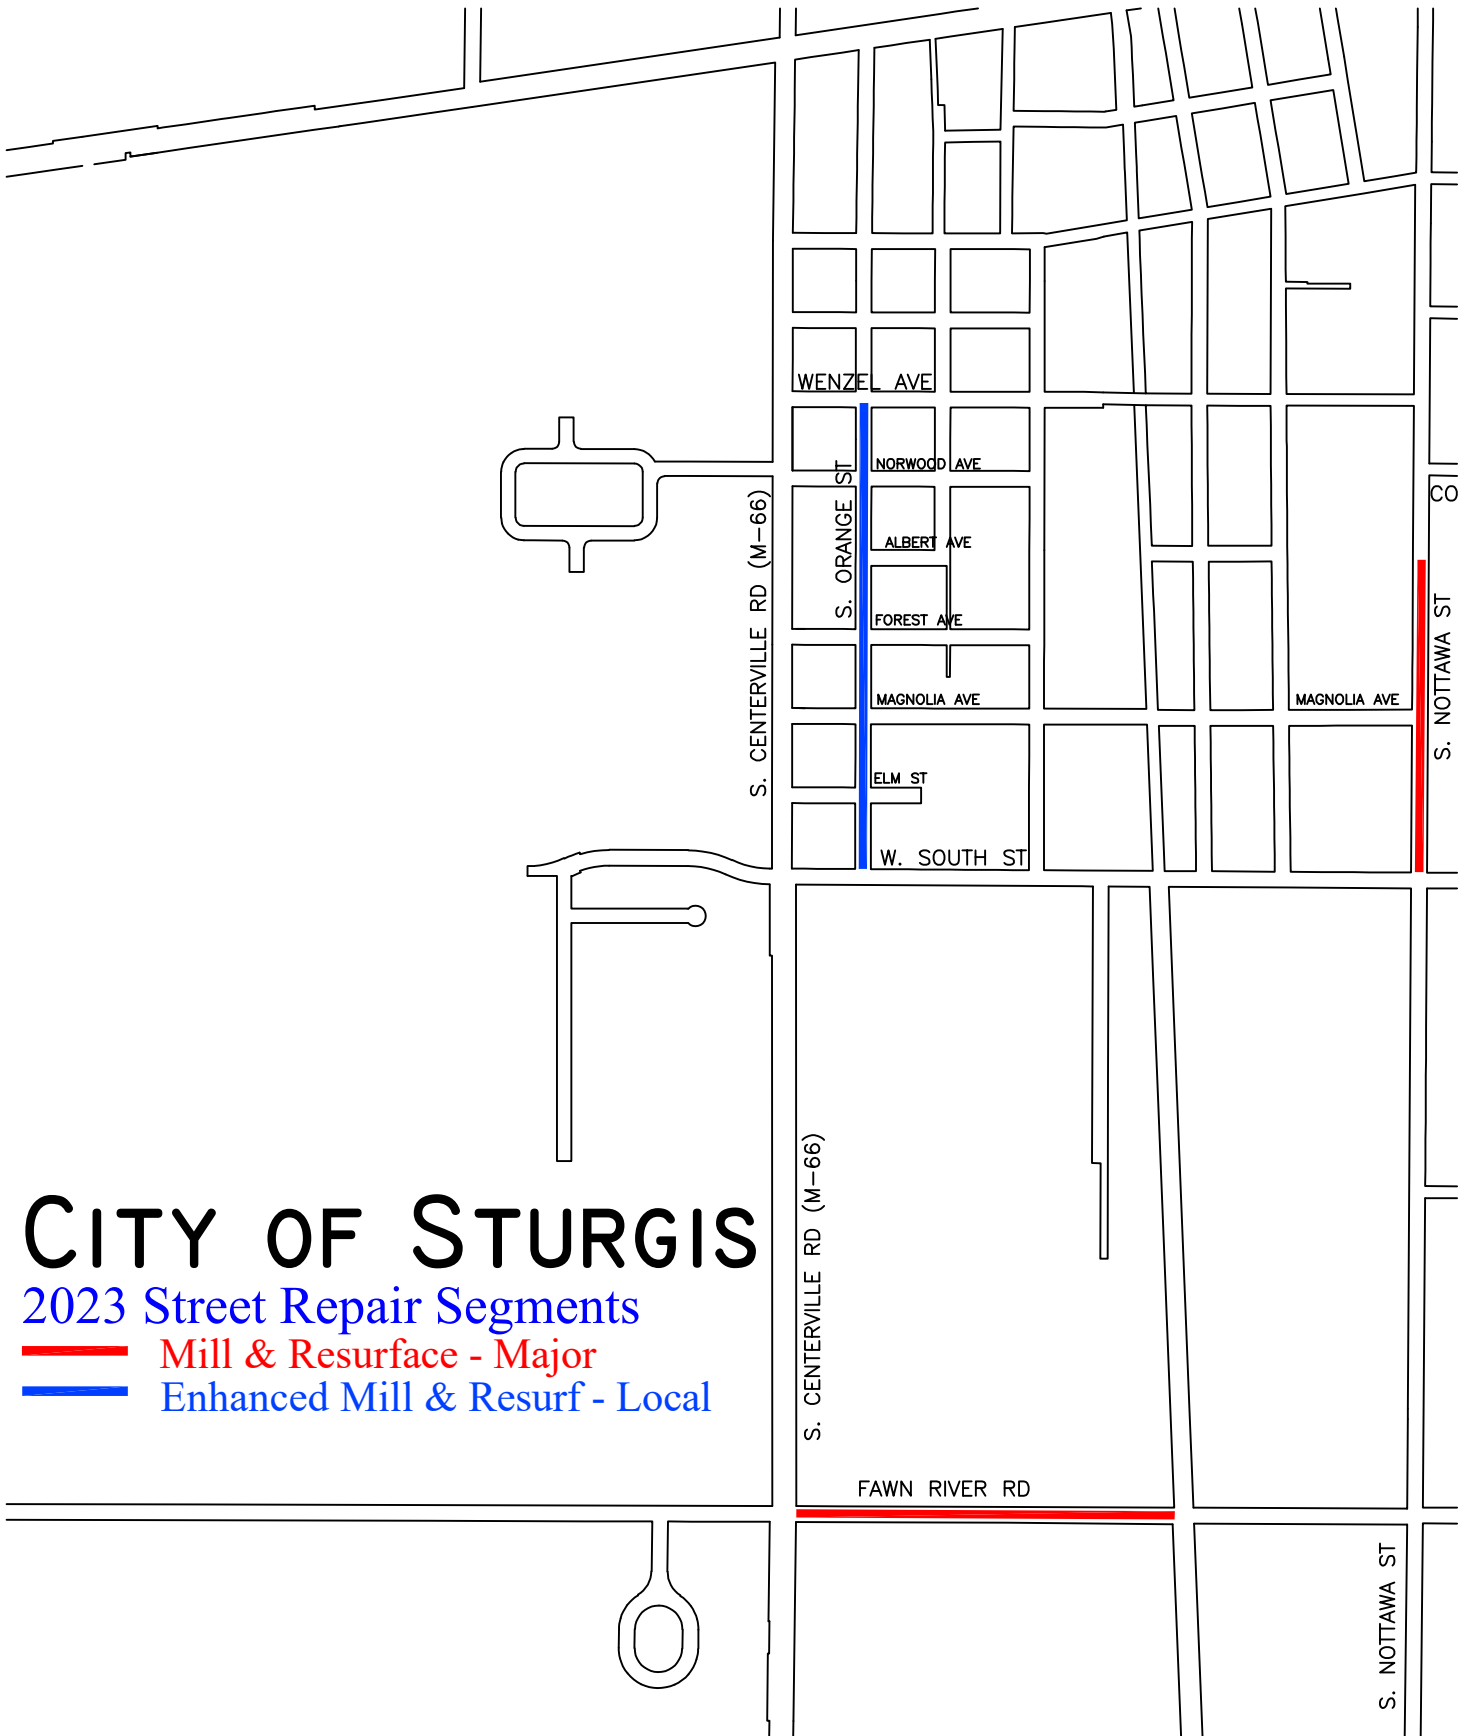 WENZEL AVE
NORWOOD AVE
S. ORANGE ST
S. CENTERVILLE RD (M-66)
CO
ALBERT AVE
FOREST AVE
S. NOTTAWA ST
MAGNOLIA AVE
MAGNOLIA AVE
ELM ST
W. SOUTH ST
S. CENTERVILLE RD (M-66)
CITY OF STURGIS
2023 Street Repair Segments
Mill & Resurface - Major
Enhanced Mill & Resurf - Local
FAWN RIVER RD
S. NOTTAWA ST